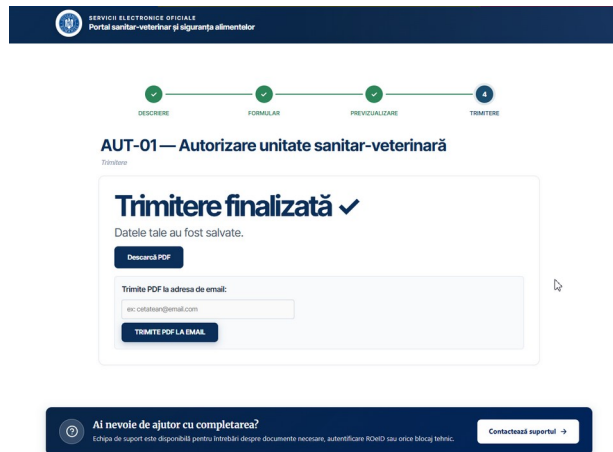 SERVICII ELECTRONICE OFICIALE
Portal sanitar-veterinar și siguranța alimentelor
4
DESCRIERE
FORMULAR
PREVIZUALIZARE
TRIMITERE
AUT-01 — Autorizare unitate sanitar-veterinară
Trimitere
Trimitere finalizată ✓
Datele tale au fost salvate.
Descarcă PDF
Trimite PDF la adresa de email:
ex: cetatean@email.com
TRIMITE PDF LA EMAIL
Ai nevoie de ajutor cu completarea?
Echipa de suport este disponibilă pentru întrebări despre documente necesare, autentificare ROeID sau orice blocaj tehnic.
Contactează suportul →